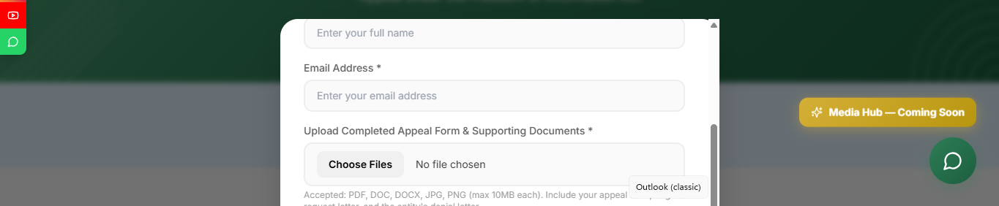 Enter your full name
Email Address *
Enter your email address
Media Hub — Coming Soon
Upload Completed Appeal Form & Supporting Documents *
Choose Files No file chosen
Outlook (classic)
Accepted: PDF, DOC, DOCX, JPG, PNG (max 10MB each). Include your appeal
request letter, and the entity's denial letter.